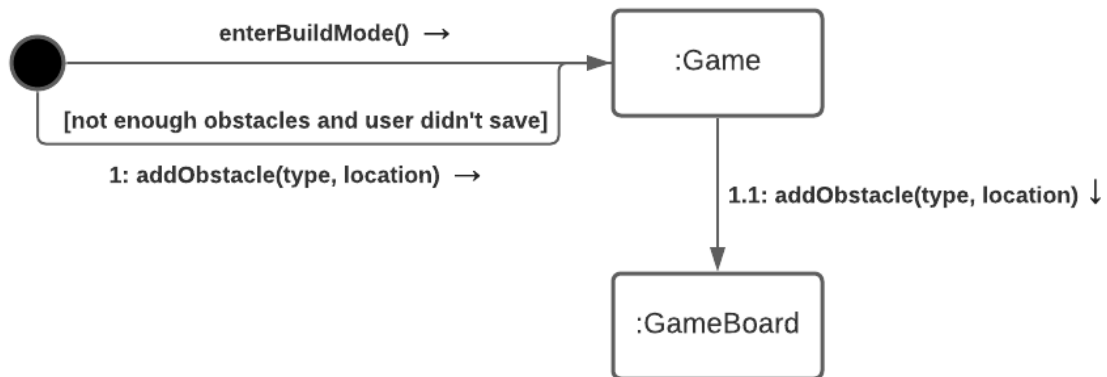 enterBuildMode() →
:Game
[not enough obstacles and user didn't save]
1: addObstacle(type, location) →
1.1: addObstacle(type, location) ↓
:GameBoard